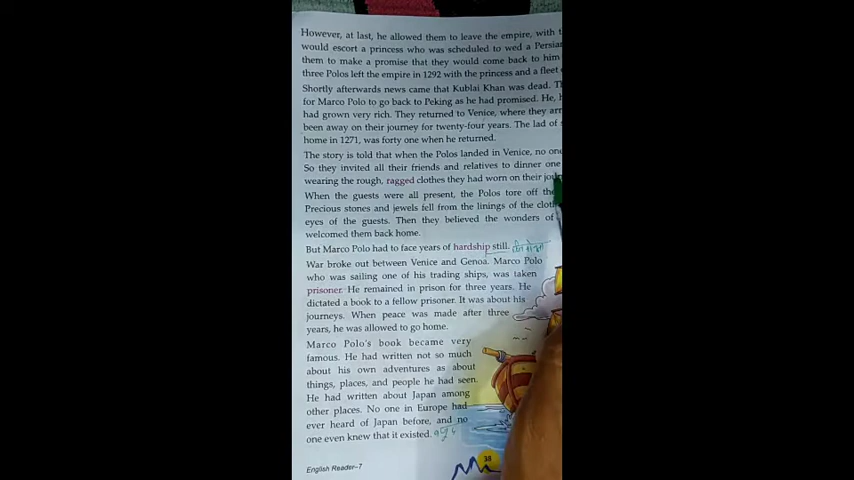 However, at last, he allowed them to leave the empire, with
would escort a princess who was scheduled to wed a Persian
them to make a promise that they would come back to him
three Polos left the empire in 1292 with the princess and a fleet
Shortly afterwards news came that Kublai Khan was dead.
for Marco Polo to go back to Peking as he had promised. He,
had grown very rich. They returned to Venice, where they
been away on their journey for twenty-four years. The lad of
home in 1271, was forty one when he returned.
The story is told that when the Polos landed in Venice, no one
So they invited all their friends and relatives to dinner one
wearing the rough, ragged clothes they had worn on their
When the guests were all present, the Polos tore off
Precious stones and jewels fell from the linings of the
eyes of the guests. Then they believed the wonders of
welcomed them back home.
But Marco Polo had to face years of hardship still.
War broke out between Venice and Genoa. Marco Polo
who was sailing one of his trading ships, was taken
prisoner. He remained in prison for three years. He
dictated a book to a fellow prisoner. It was about his
journeys. When peace was made after three
years, he was allowed to go home.
Marco Polo's book became very
famous. He had written not so much
about his own adventures as about
things, places, and people he had seen.
He had written about Japan among
other places. No one in Europe had
ever heard of Japan before, and no
one even knew that it existed.
38
English Reader-7